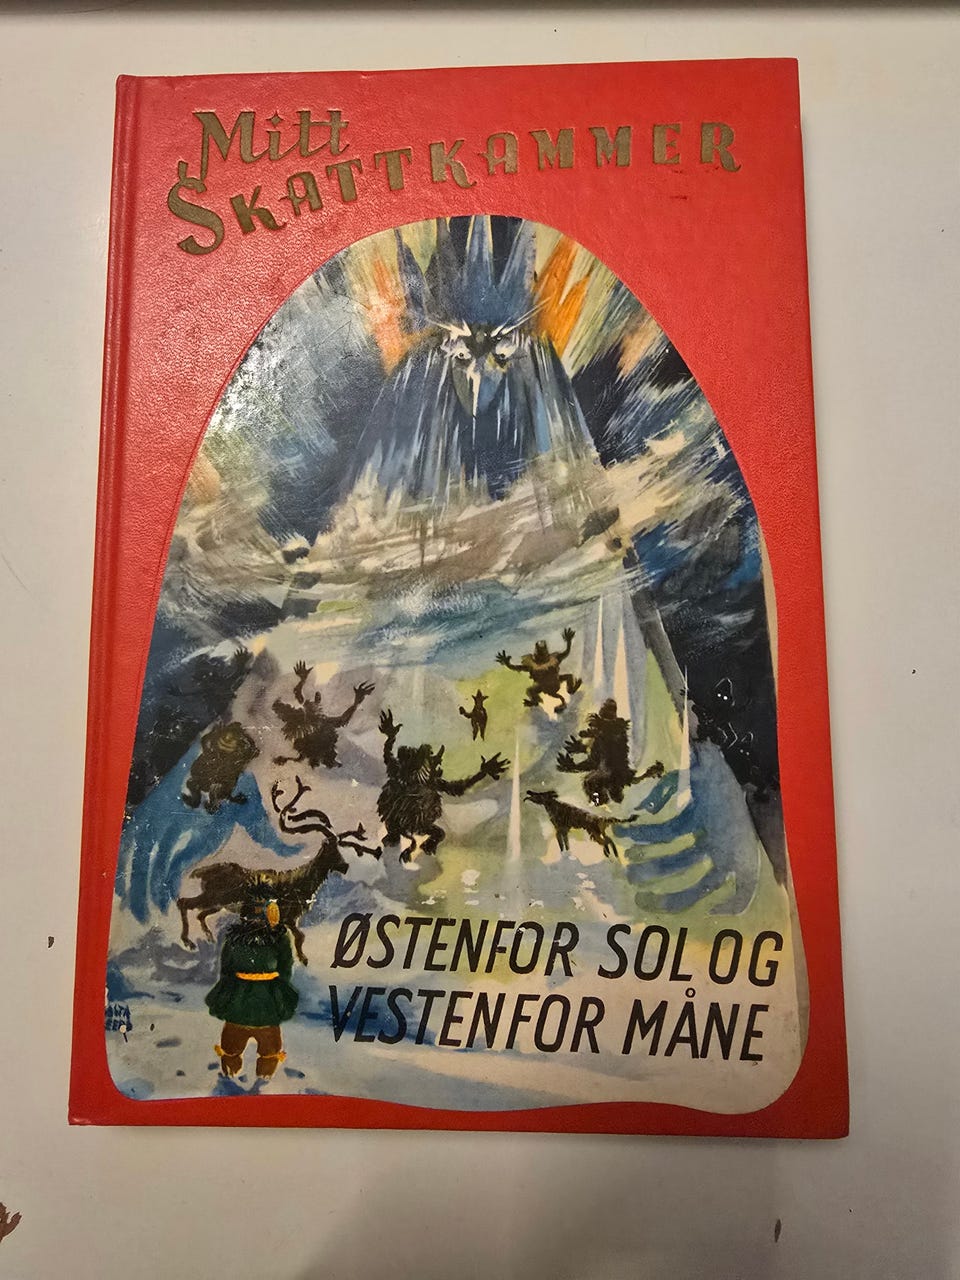 Mitt
SKATTKAMMER
ØSTENFOR SOL OG
VESTENFOR MÅNE